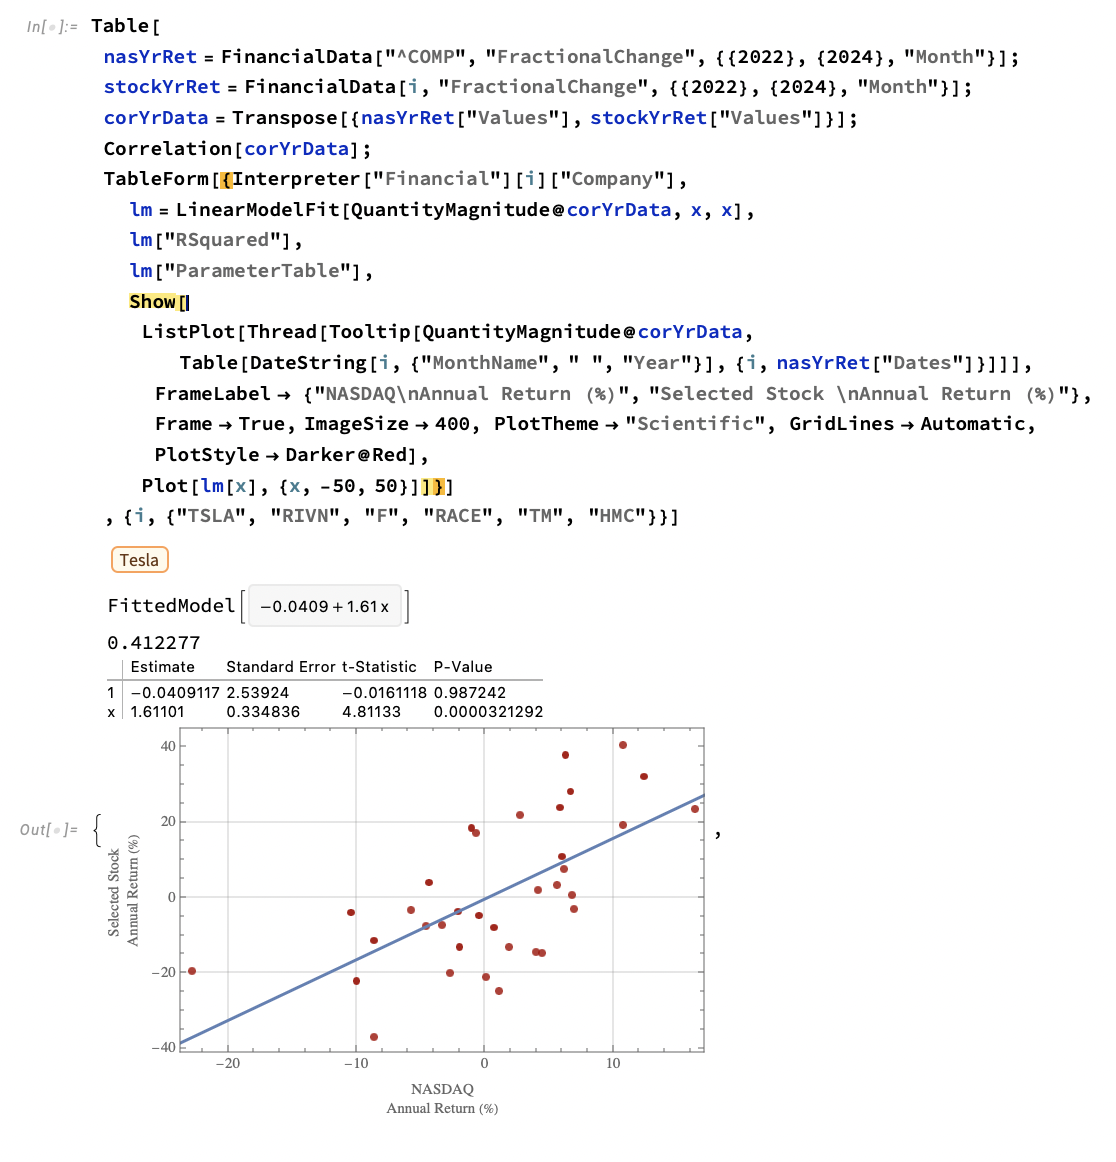 In[ ]:= Table[
nasYrRet = FinancialData["^COMP", "FractionalChange", {{2022}, {2024}, "Month"}];
stockYrRet = FinancialData[i, "FractionalChange", {{2022}, {2024}, "Month"}];
corYrData = Transpose[{nasYrRet["Values"], stockYrRet["Values"]}];
Correlation[corYrData];
TableForm[{Interpreter["Financial"][i]["Company"],
lm = LinearModelFit[QuantityMagnitude@corYrData, x, x],
lm["RSquared"],
lm["ParameterTable"],
Show[
ListPlot[Thread[Tooltip[QuantityMagnitude@corYrData,
Table[DateString[i, {"MonthName", " ", "Year"}], {i, nasYrRet["Dates"]}]]],
FrameLabel → {"NASDAQ\nAnnual Return (%)", "Selected Stock \nAnnual Return (%)"},
Frame → True, ImageSize → 400, PlotTheme → "Scientific", GridLines → Automatic,
PlotStyle → Darker@Red],
Plot[lm[x], {x, -50, 50}]]}]
, {i, {"TSLA", "RIVN", "F", "RACE", "TM", "HMC"}}]
Tesla
FittedModel[ −0.0409 + 1.61 x ]
0.412277
Estimate Standard Error t-Statistic P-Value
1 −0.0409117 2.53924 −0.0161118 0.987242
x 1.61101 0.334836 4.81133 0.0000321292
Out[ ]= {
40
20
0
−20
−40
Selected Stock
Annual Return (%)
−20 −10 0 10
NASDAQ
Annual Return (%)
,